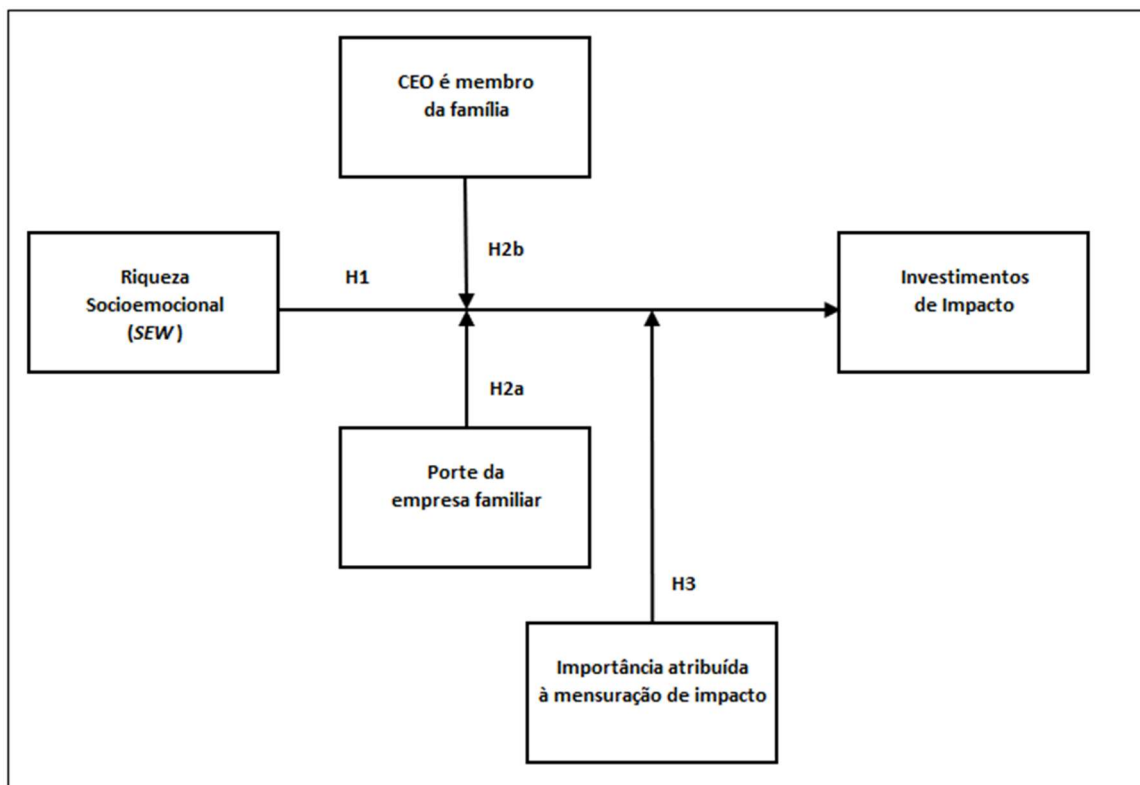 CEO é membro
da família
H2b
Riqueza
Socioemocional
(SEW )
H1
Investimentos
de Impacto
H2a
Porte da
empresa familiar
H3
Importância atribuída
à mensuração de impacto